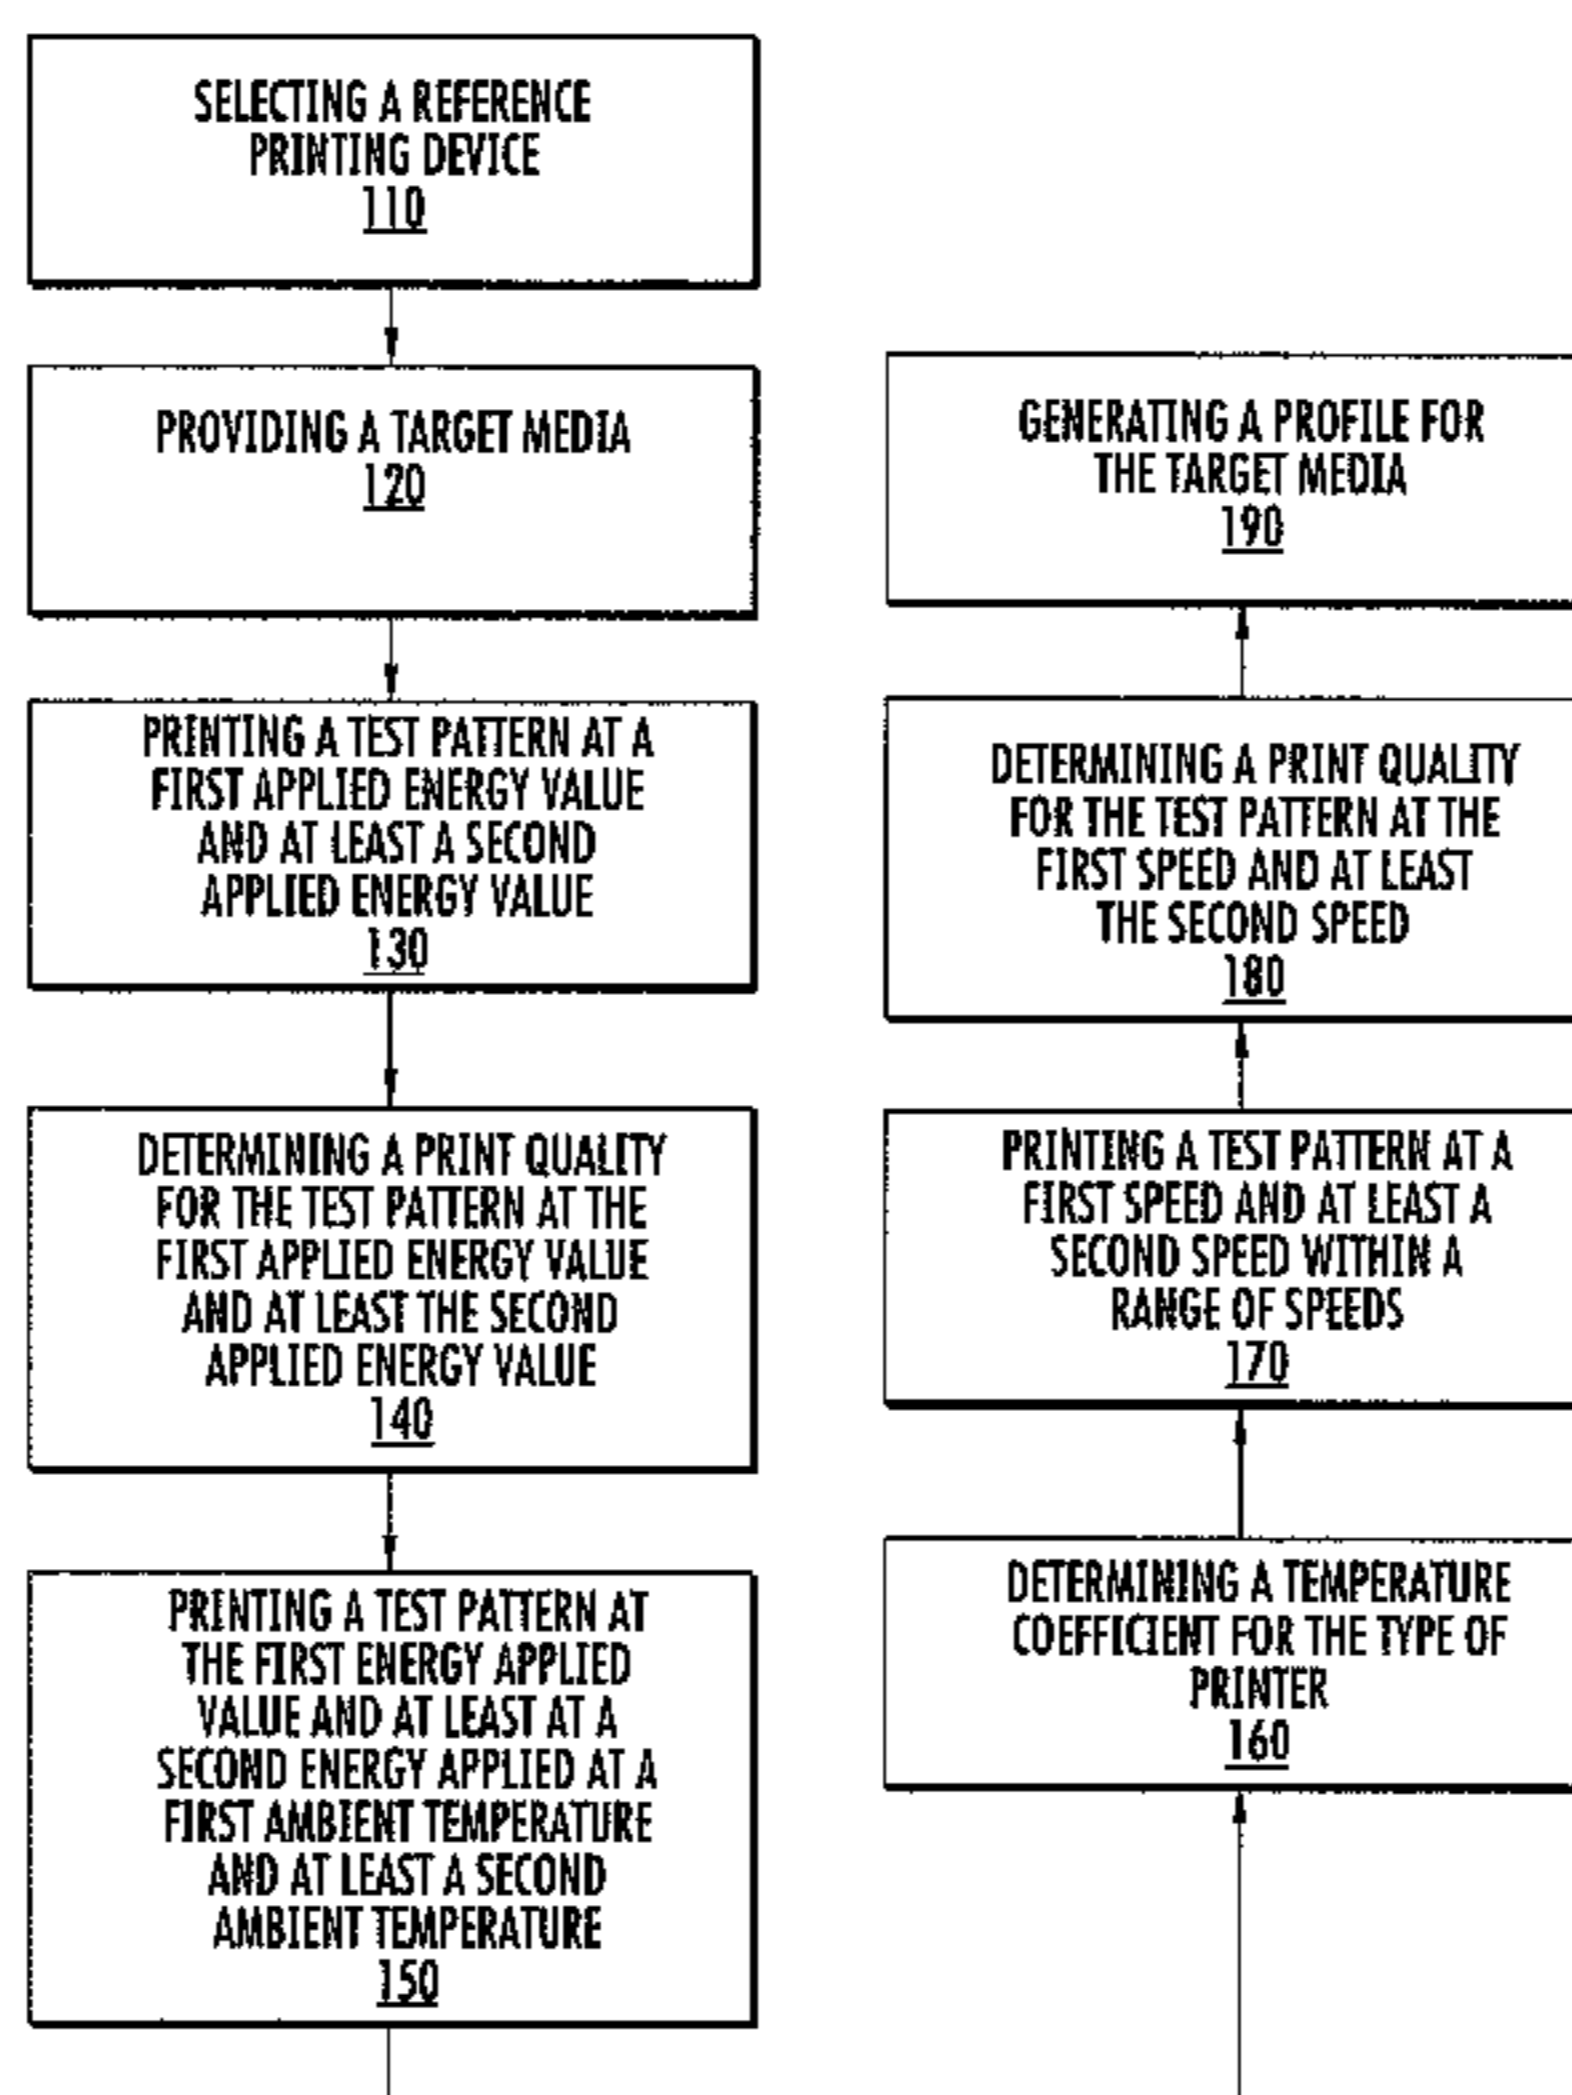 SELECTING A REFERENCE
PRINTING DEVICE
110
PROVIDING A TARGET MEDIA
120
PRINTING A TEST PATTERN AT A
FIRST APPLIED ENERGY VALUE
AND AT LEAST A SECOND
APPLIED ENERGY VALUE
130
DETERMINING A PRINT QUALITY
FOR THE TEST PATTERN AT THE
FIRST APPLIED ENERGY VALUE
AND AT LEAST THE SECOND
APPLIED ENERGY VALUE
140
PRINTING A TEST PATTERN AT
THE FIRST ENERGY APPLIED
VALUE AND AT LEAST AT A
SECOND ENERGY APPLIED AT A
FIRST AMBIENT TEMPERATURE
AND AT LEAST A SECOND
AMBIENT TEMPERATURE
150
DETERMINING A TEMPERATURE
COEFFICIENT FOR THE TYPE OF
PRINTER
160
PRINTING A TEST PATTERN AT A
FIRST SPEED AND AT LEAST A
SECOND SPEED WITHIN A
RANGE OF SPEEDS
170
DETERMINING A PRINT QUALITY
FOR THE TEST PATTERN AT THE
FIRST SPEED AND AT LEAST
THE SECOND SPEED
180
GENERATING A PROFILE FOR
THE TARGET MEDIA
190